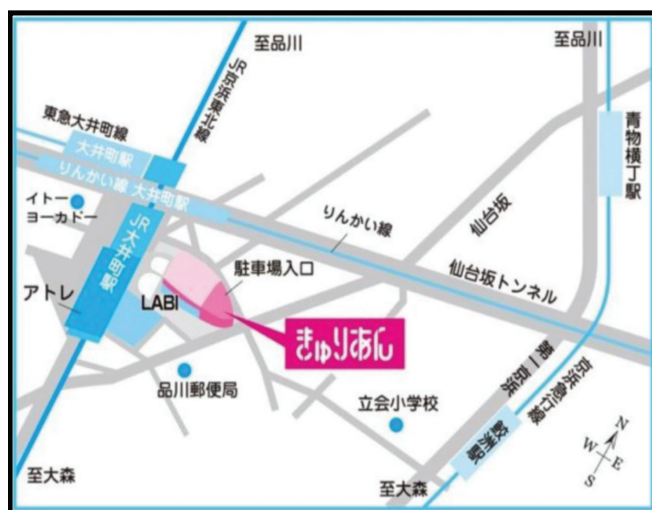 至品川
至品川
JR京浜東北線
東急大井町線
大井町駅
りんかい線 大井町駅
青物横丁駅
イトー
ヨーカドー
JR大井町駅
りんかい線
仙台坂
駐車場入口
仙台坂トンネル
アトレ
LABI
きゅりあん
品川郵便局
立会小学校
第一京浜
京浜急行線
鮫洲駅
N
W
E
S
至大森
至大森